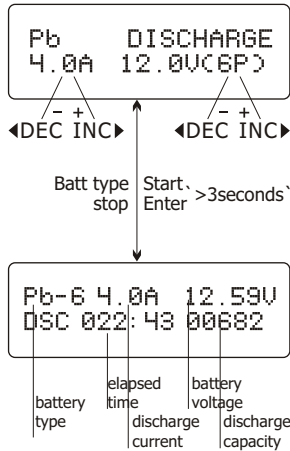 Pb DISCHARGE
4.0A 12.0V(6P)
- + - +
◀DEC INC▶ ◀DEC INC▶
Batt type stop
Start Enter `>3seconds`
Pb-6 4.0A 12.59V
DSC 022:43 00682
battery type
elapsed time
discharge current
battery voltage
discharge capacity